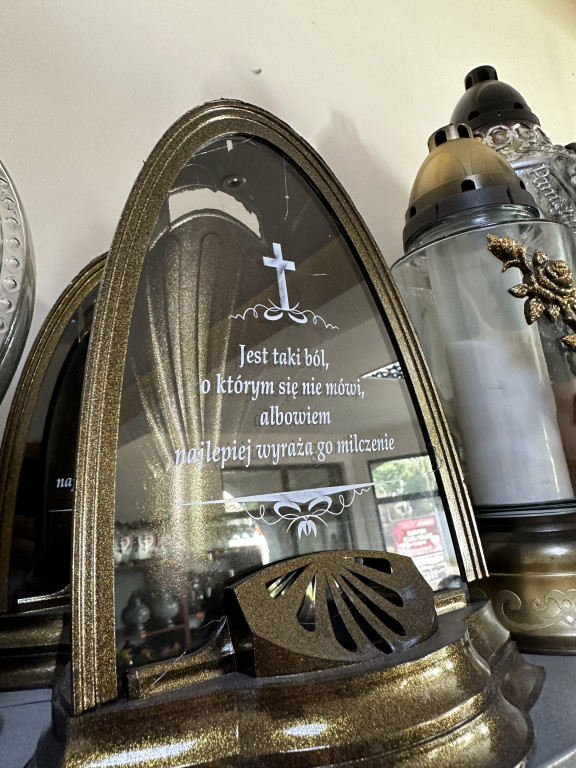 Jest taki ból,
o którym się nie mówi,
albowiem
najlepiej wyraża go milczenie